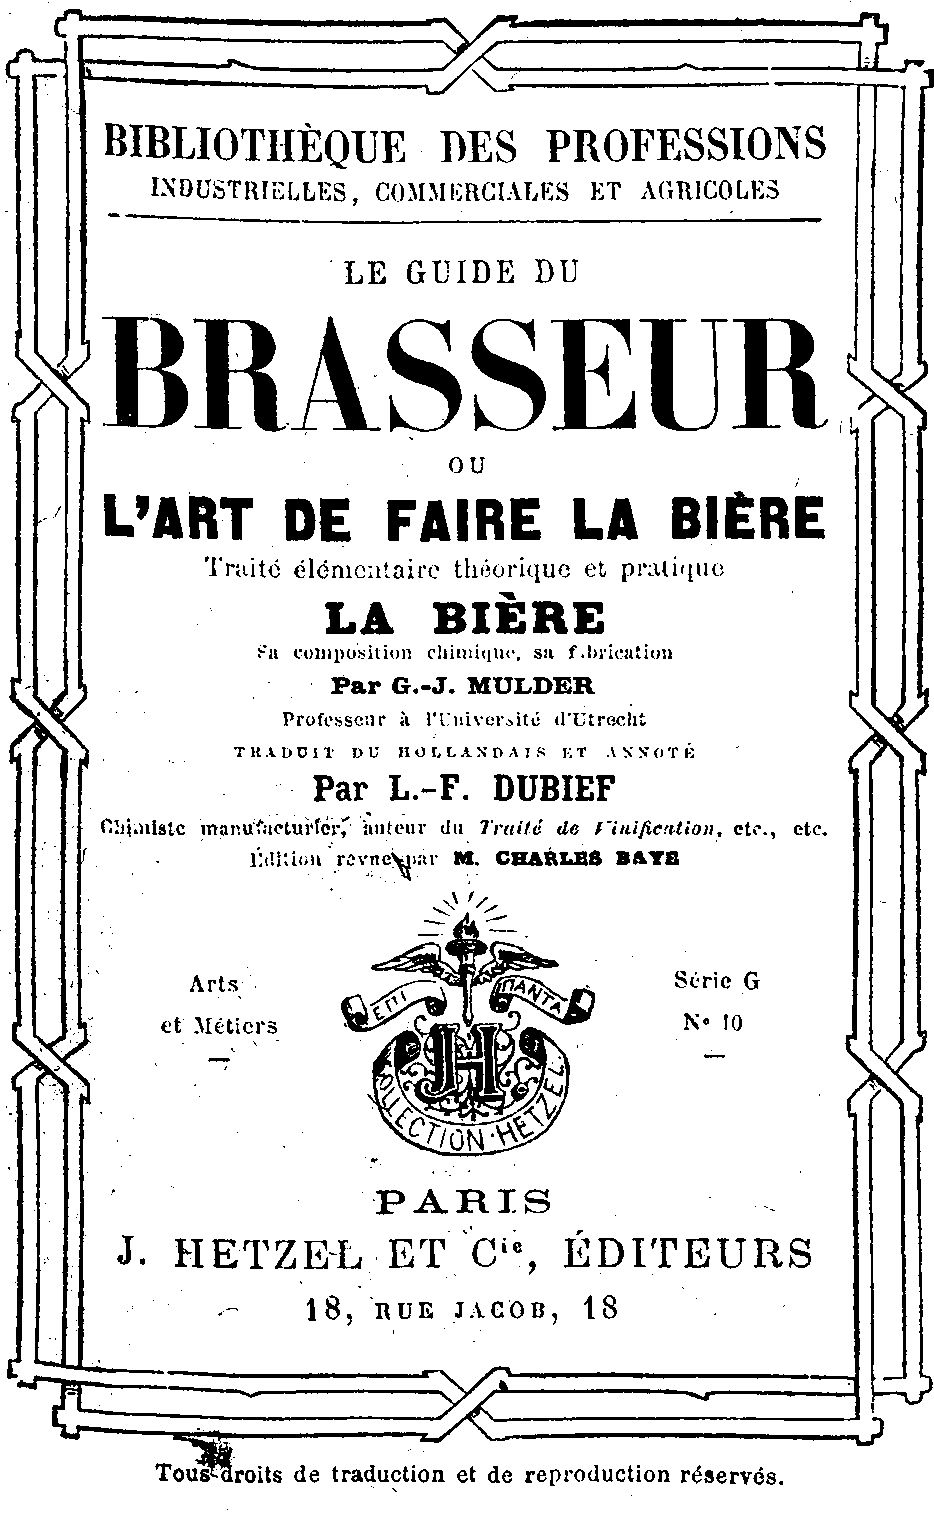 BIBLIOTHÈQUE DES PROFESSIONS
INDUSTRIELLES, COMMERCIALES ET AGRICOLES
LE GUIDE DU
BRASSEUR
OU
L'ART DE FAIRE LA BIÈRE
Traité élémentaire théorique et pratique
LA BIÈRE
Sa composition chimique, sa fabrication
Par G.-J. MULDER
Professeur à l'Université d'Utrecht
TRADUIT DU HOLLANDAIS ET ANNOTÉ
Par L.-F. DUBIEF
Chimiste manufacturier, auteur du Traité de Vinification, etc., etc.
Édition revue par M. CHARLES BAYE
Arts
et Métiers
ΕΠΙ ΠΑΝΤΑ
JH
COLLECTION·HETZEL
Série G
Nº 10
PARIS
J. HETZEL ET Cie, ÉDITEURS
18, RUE JACOB, 18
Tous droits de traduction et de reproduction réservés.